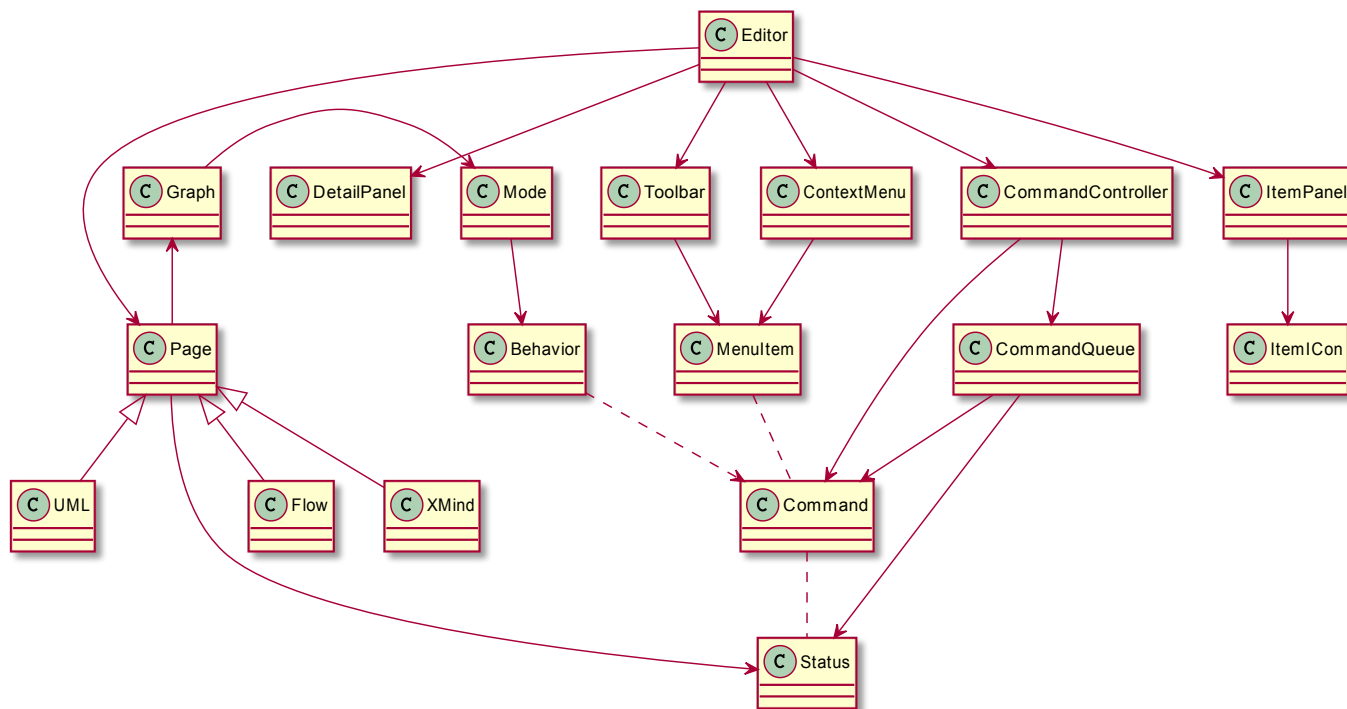 C Editor
C Graph
C DetailPanel
C Mode
C Toolbar
C ContextMenu
C CommandController
C ItemPanel
C Page
C Behavior
C MenuItem
C CommandQueue
C ItemICon
C UML
C Flow
C XMind
C Command
C Status